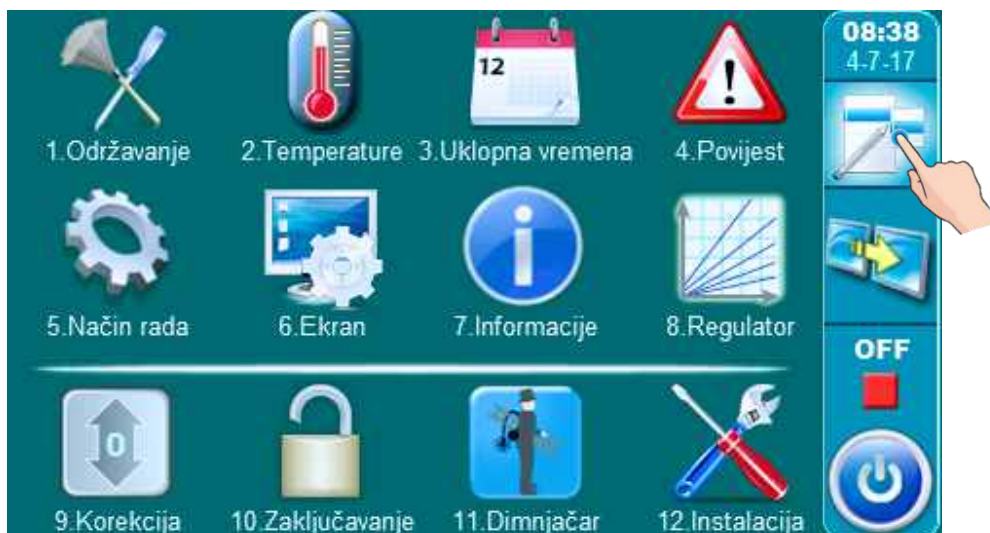 08:38
4-7-17
12
1.Održavanje
2.Temperature
3.Uklopna vremena
4.Povijest
5.Način rada
6.Ekran
7.Informacije
8.Regulator
OFF
0
9.Korekcija
10.Zaključavanje
11.Dimnjačar
12.Instalacija